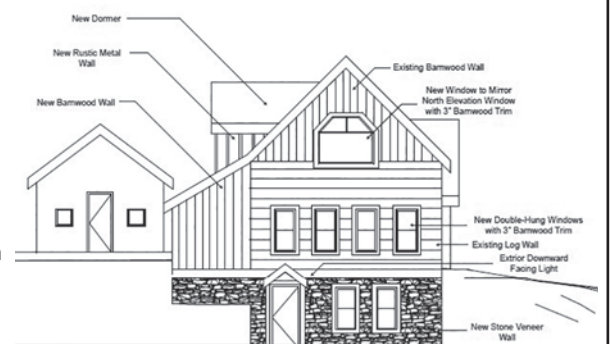 New Dormer
New Rustic Metal
Wall
New Barnwood Wall
Existing Barnwood Wall
New Window to Mirror
North Elevation Window
with 3" Barnwood Trim
New Double-Hung Windows
with 3" Barnwood Trim
Existing Log Wall
Extrior Downward
Facing Light
New Stone Veneer
Wall